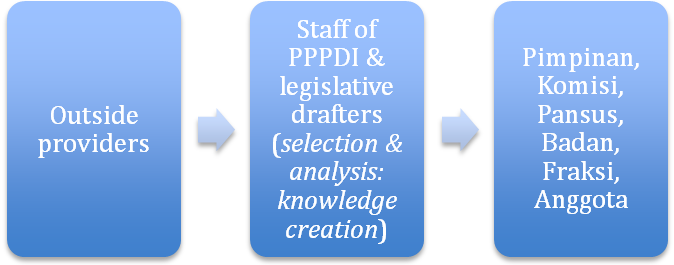 Outside
providers
Staff of
PPPDI &
legislative
drafters
(selection &
analysis:
knowledge
creation)
Pimpinan,
Komisi,
Pansus,
Badan,
Fraksi,
Anggota